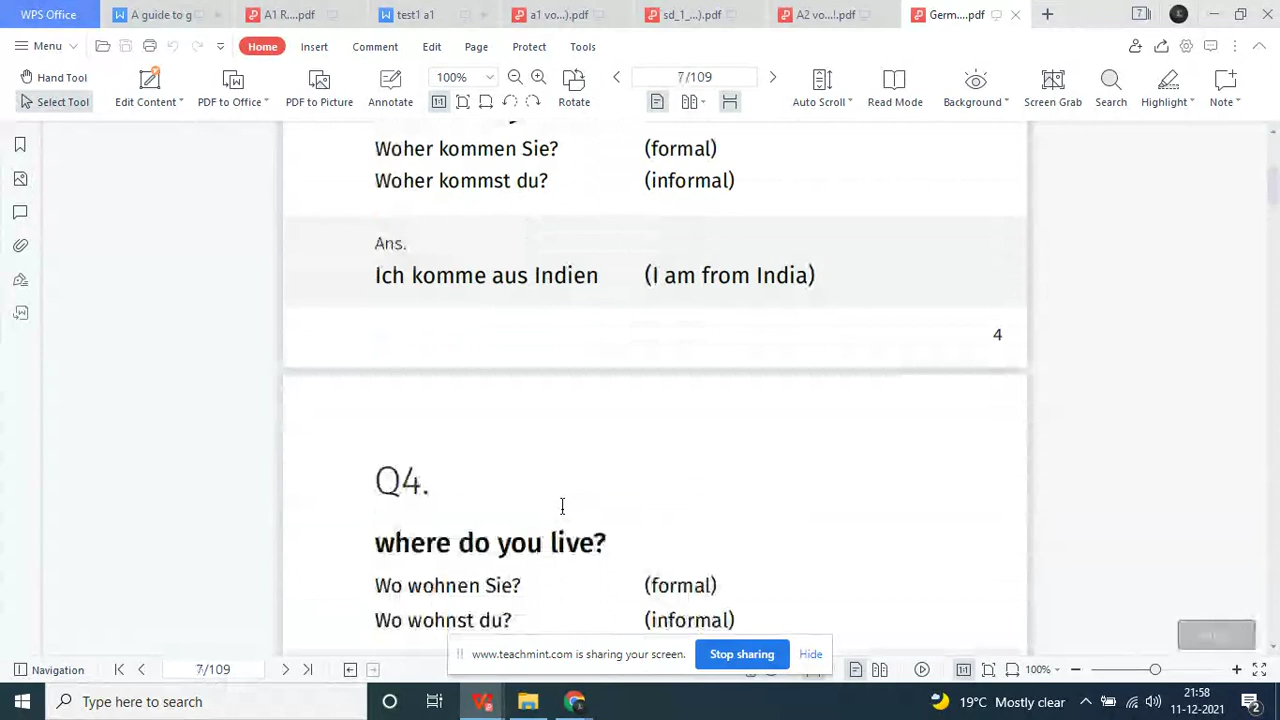 WPS Office A guide to g A1 R....pdf test1 a1 a1 vo...).pdf sd_1_...).pdf A2 vo...!.pdf Germ....pdf
Menu Home Insert Comment Edit Page Protect Tools
Hand Tool 100% 7/109
Select Tool Edit Content PDF to Office PDF to Picture Annotate Rotate Auto Scroll Read Mode Background Screen Grab Search Highlight Note
Woher kommen Sie? (formal)
Woher kommst du? (informal)
Ans.
Ich komme aus Indien (I am from India)
4
Q4.
where do you live?
Wo wohnen Sie? (formal)
Wo wohnst du? (informal)
www.teachmint.com is sharing your screen. Stop sharing Hide
Navigation 7/109 100%
Type here to search 19°C Mostly clear 21:58
11-12-2021 2